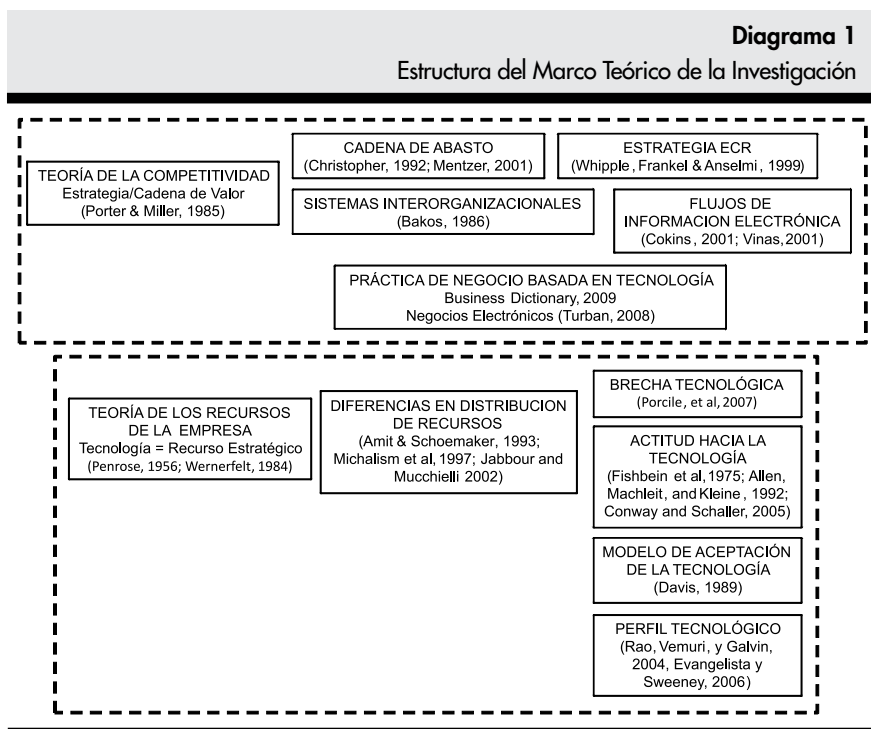 Diagrama 1
Estructura del Marco Teórico de la Investigación
TEORÍA DE LA COMPETITIVIDAD
Estrategia/Cadena de Valor
(Porter & Miller, 1985)
CADENA DE ABASTO
(Christopher, 1992; Mentzer, 2001)
ESTRATEGIA ECR
(Whipple, Frankel & Anselmi, 1999)
SISTEMAS INTERORGANIZACIONALES
(Bakos, 1986)
FLUJOS DE
INFORMACION ELECTRÓNICA
(Cokins, 2001; Vinas,2001)
PRÁCTICA DE NEGOCIO BASADA EN TECNOLOGÍA
Business Dictionary, 2009
Negocios Electrónicos (Turban, 2008)
TEORÍA DE LOS RECURSOS
DE LA EMPRESA
Tecnología = Recurso Estratégico
(Penrose, 1956; Wernerfelt, 1984)
DIFERENCIAS EN DISTRIBUCION
DE RECURSOS
(Amit & Schoemaker, 1993;
Michalism et al, 1997; Jabbour and
Mucchielli 2002)
BRECHA TECNOLÓGICA
(Porcile, et al, 2007)
ACTITUD HACIA LA
TECNOLOGÍA
(Fishbein et al, 1975; Allen,
Machleit, and Kleine , 1992;
Conway and Schaller, 2005)
MODELO DE ACEPTACIÓN
DE LA TECNOLOGÍA
(Davis, 1989)
PERFIL TECNOLÓGICO
(Rao, Vemuri, y Galvin,
2004, Evangelista y
Sweeney, 2006)